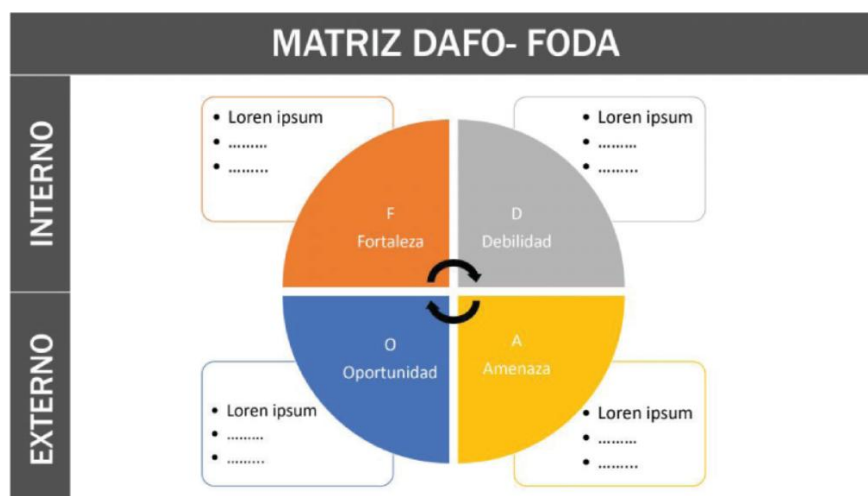 MATRIZ DAFO- FODA
INTERNO
• Loren ipsum
• .........
• .........
F
Fortaleza
D
Debilidad
• Loren ipsum
• .........
• .........
EXTERNO
O
Oportunidad
• Loren ipsum
• .........
• .........
A
Amenaza
• Loren ipsum
• .........
• .........